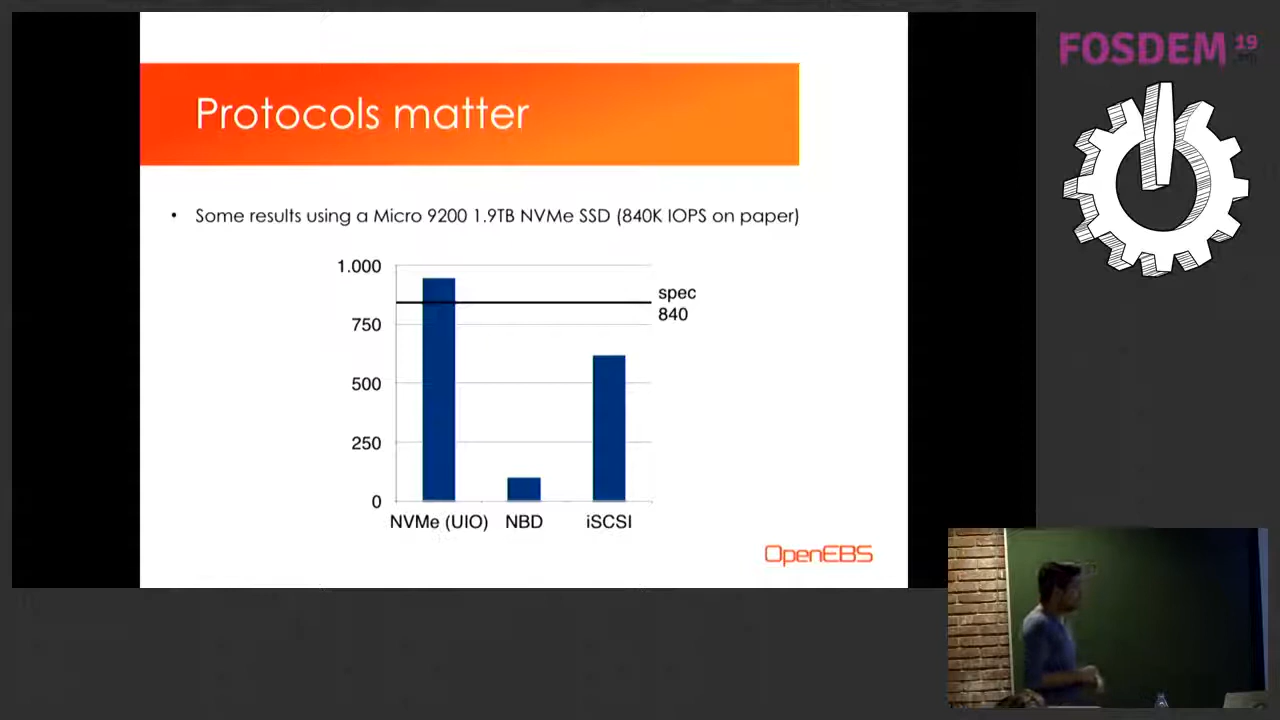 Protocols matter
• Some results using a Micro 9200 1.9TB NVMe SSD (840K IOPS on paper)
1.000
750
500
250
0
spec
840
NVMe (UIO) NBD iSCSI
OpenEBS
FOSDEM 19